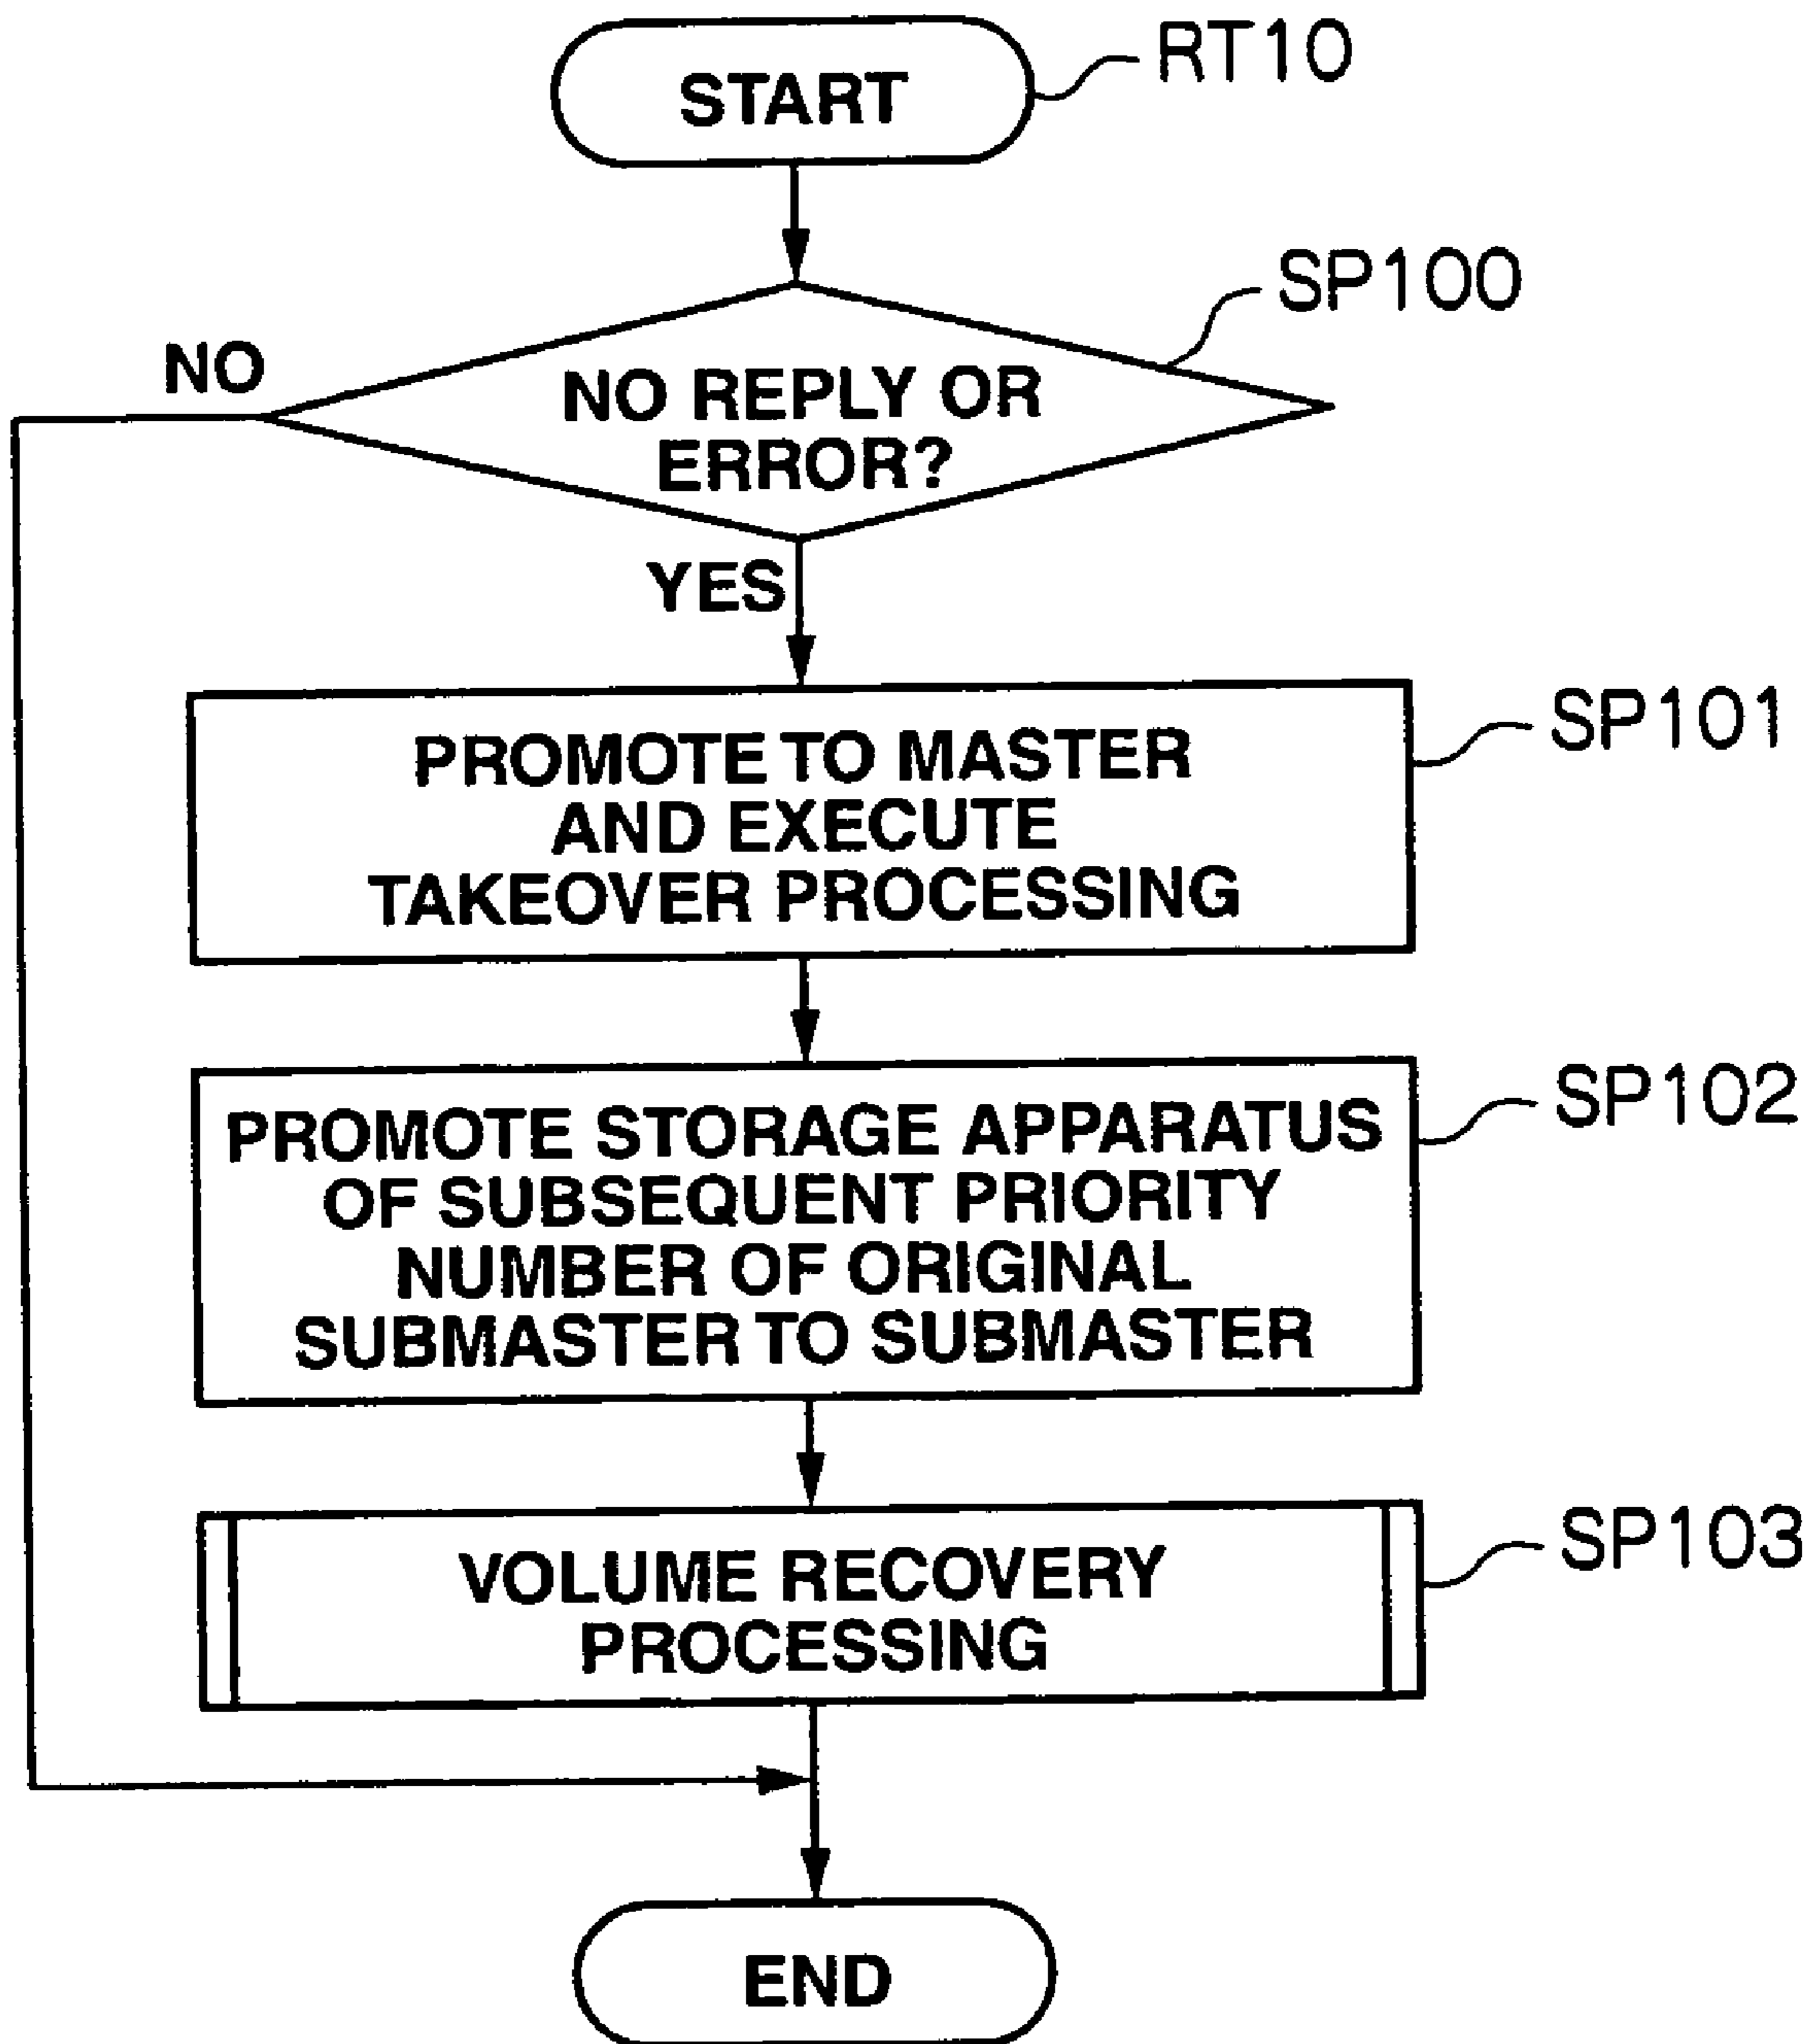 START
RT10
SP100
NO
NO REPLY OR
ERROR?
YES
SP101
PROMOTE TO MASTER
AND EXECUTE
TAKEOVER PROCESSING
SP102
PROMOTE STORAGE APPARATUS
OF SUBSEQUENT PRIORITY
NUMBER OF ORIGINAL
SUBMASTER TO SUBMASTER
SP103
VOLUME RECOVERY
PROCESSING
END